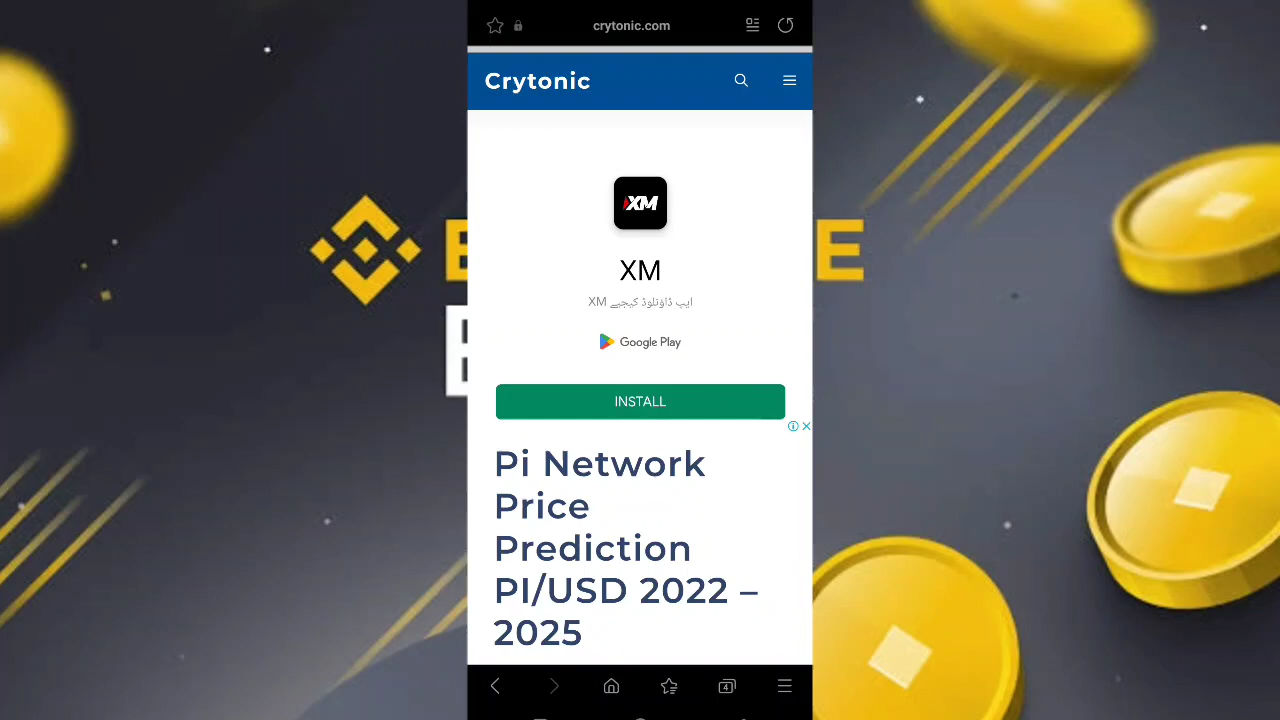 crytonic.com
Crytonic
XM
XM
ایپ ڈاؤنلوڈ کیجیے XM
Google Play
INSTALL
Pi Network
Price
Prediction
PI/USD 2022 –
2025
4